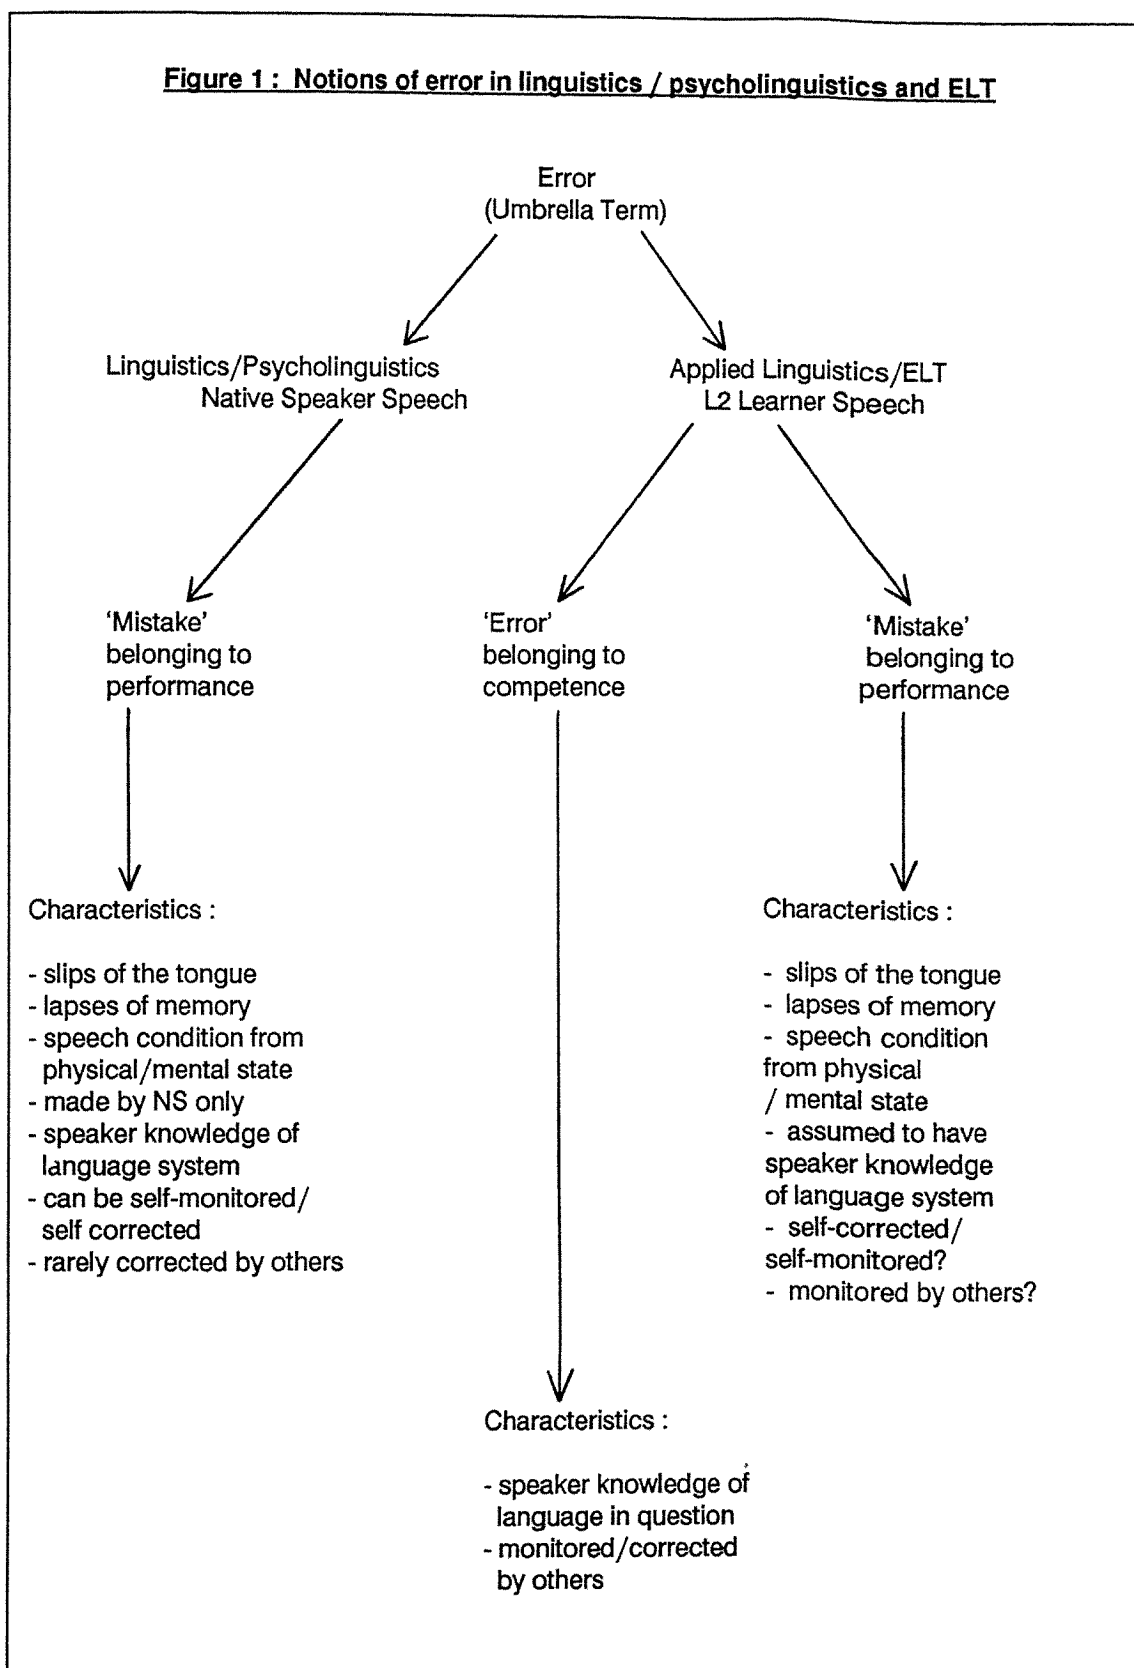 Figure 1 : Notions of error in linguistics / psycholinguistics and ELT
Error
(Umbrella Term)
Linguistics/Psycholinguistics
Native Speaker Speech
Applied Linguistics/ELT
L2 Learner Speech
'Mistake'
belonging to
performance
'Error'
belonging to
competence
'Mistake'
belonging to
performance
Characteristics :
- slips of the tongue
- lapses of memory
- speech condition from
physical/mental state
- made by NS only
- speaker knowledge of
language system
- can be self-monitored/
self corrected
- rarely corrected by others
Characteristics :
- slips of the tongue
- lapses of memory
- speech condition
from physical
/ mental state
- assumed to have
speaker knowledge
of language system
- self-corrected/
self-monitored?
- monitored by others?
Characteristics :
- speaker knowledge of
language in question
- monitored/corrected
by others